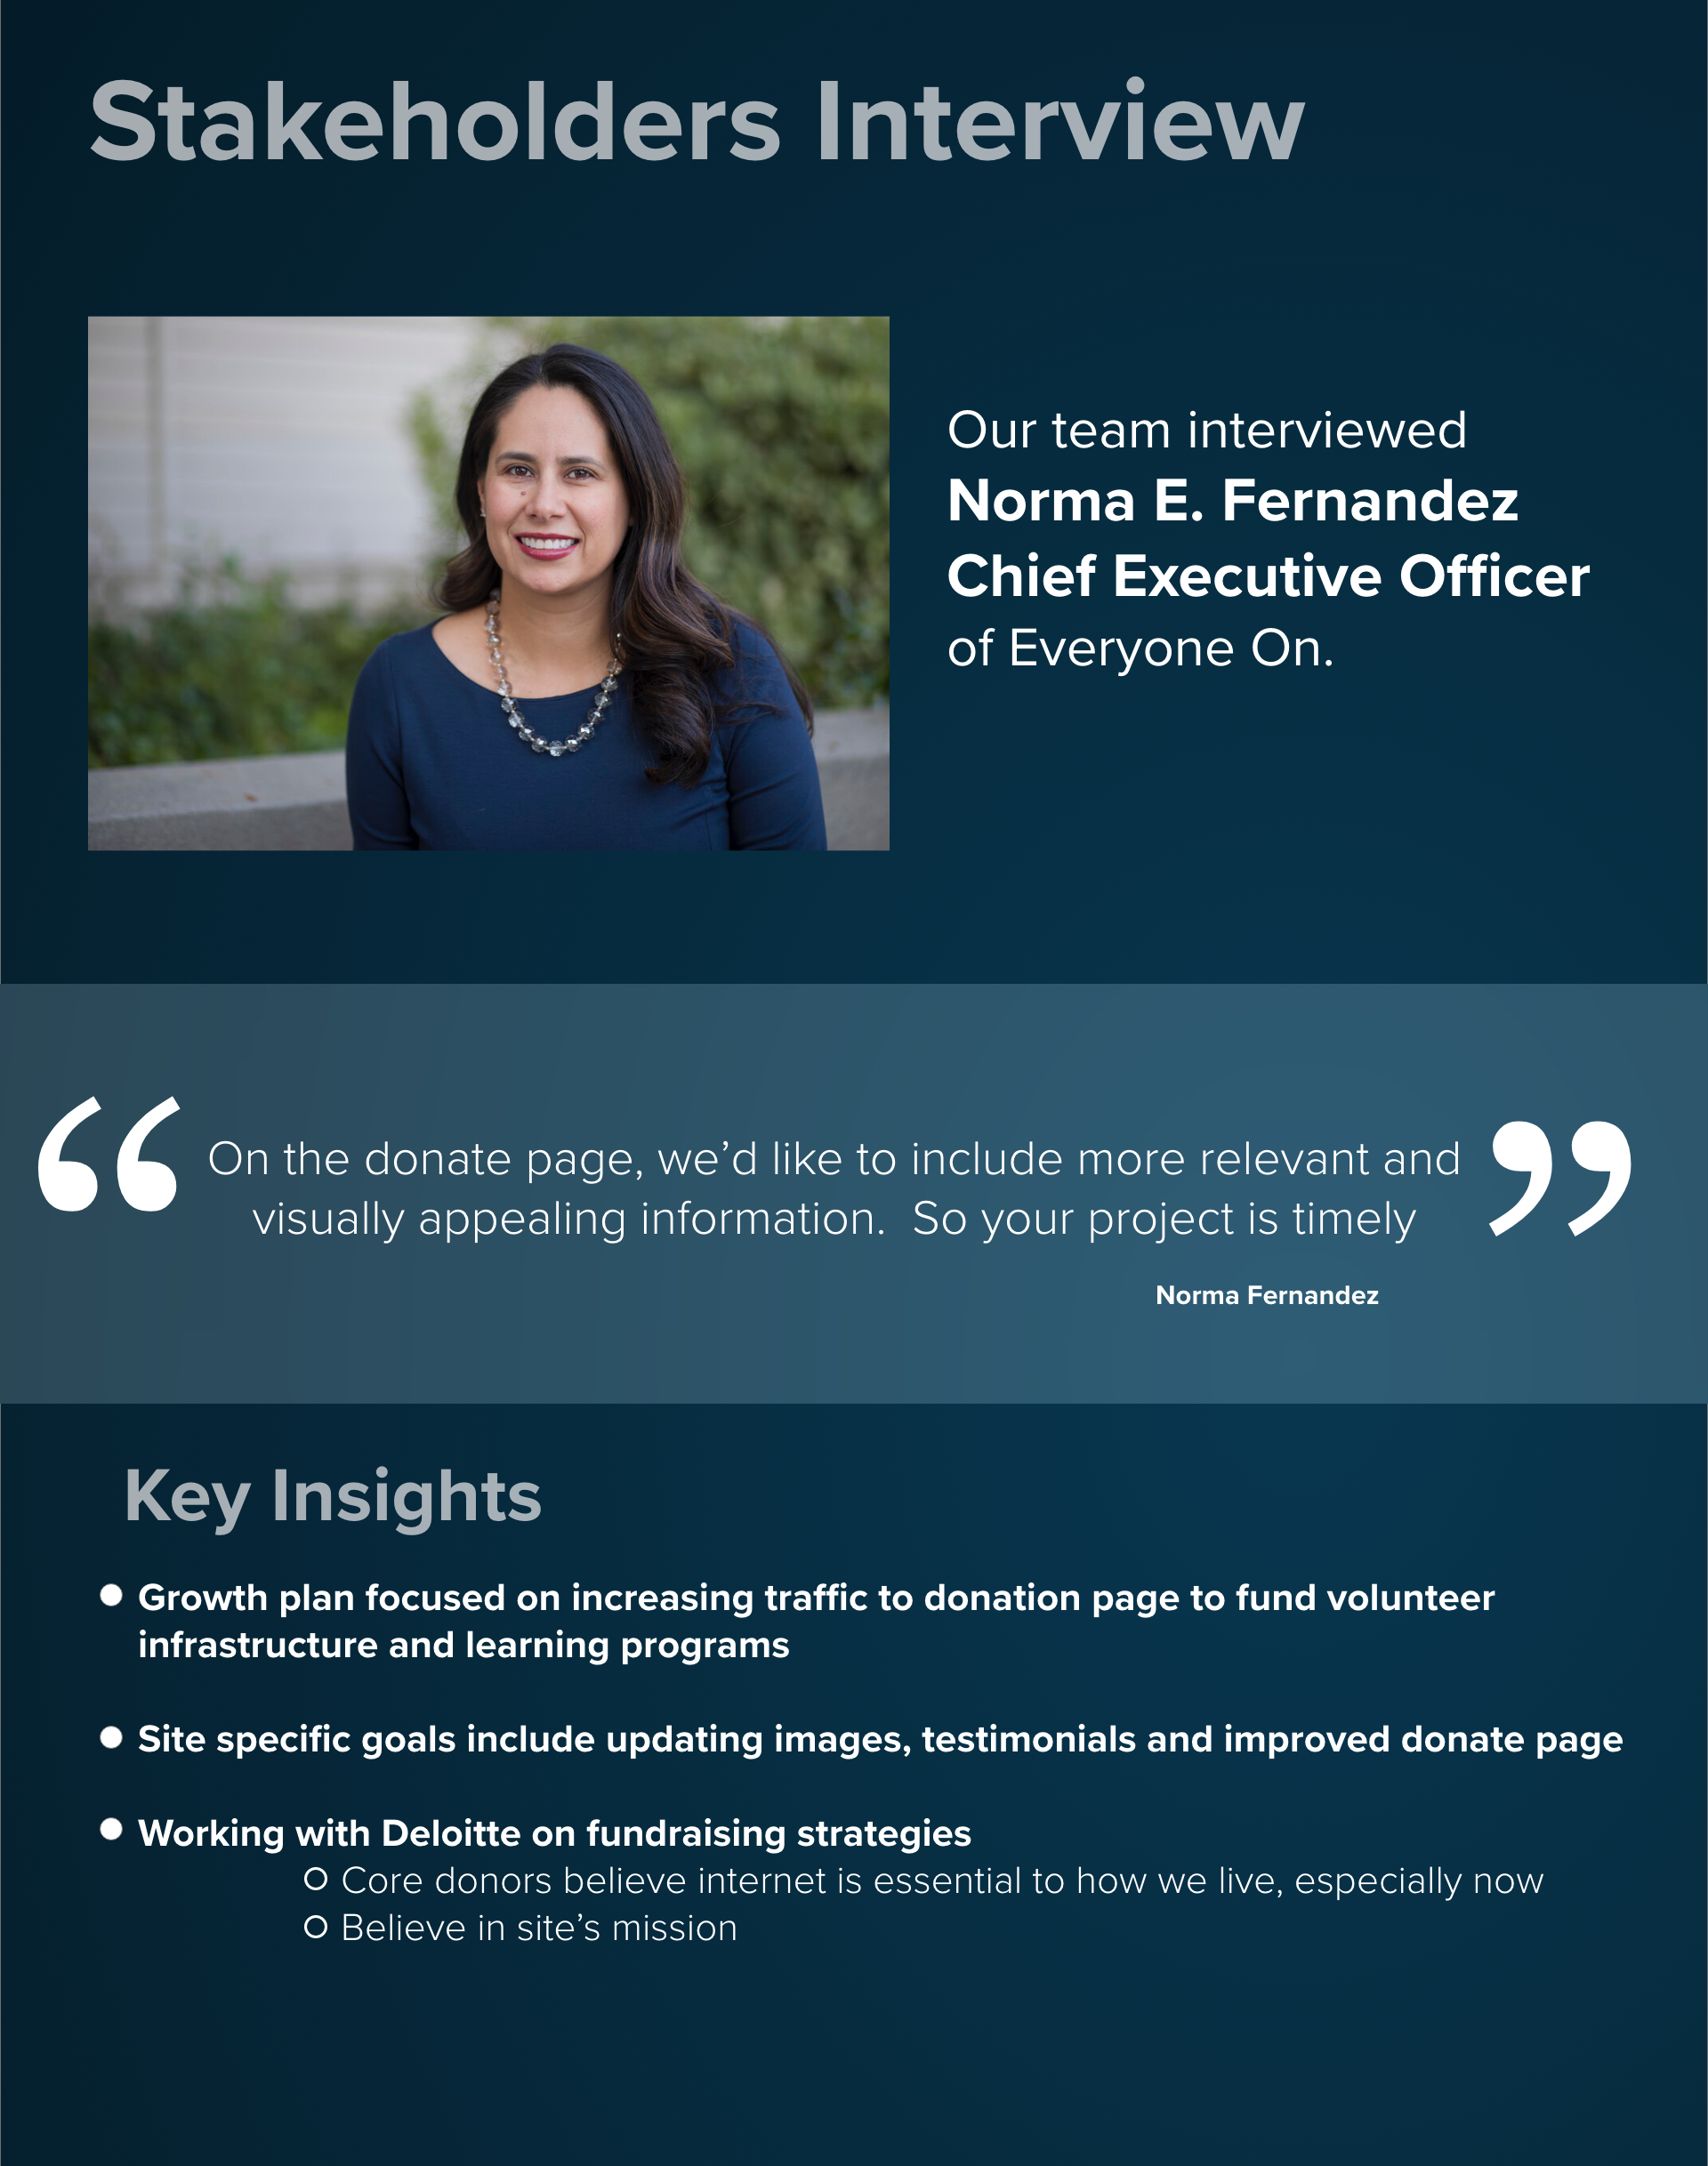 Stakeholders Interview
Our team interviewed
Norma E. Fernandez
Chief Executive Officer
of Everyone On.
“ On the donate page, we’d like to include more relevant and ”
visually appealing information.  So your project is timely
Norma Fernandez
Key Insights
● Growth plan focused on increasing traffic to donation page to fund volunteer
infrastructure and learning programs
● Site specific goals include updating images, testimonials and improved donate page
● Working with Deloitte on fundraising strategies
○ Core donors believe internet is essential to how we live, especially now
○ Believe in site’s mission